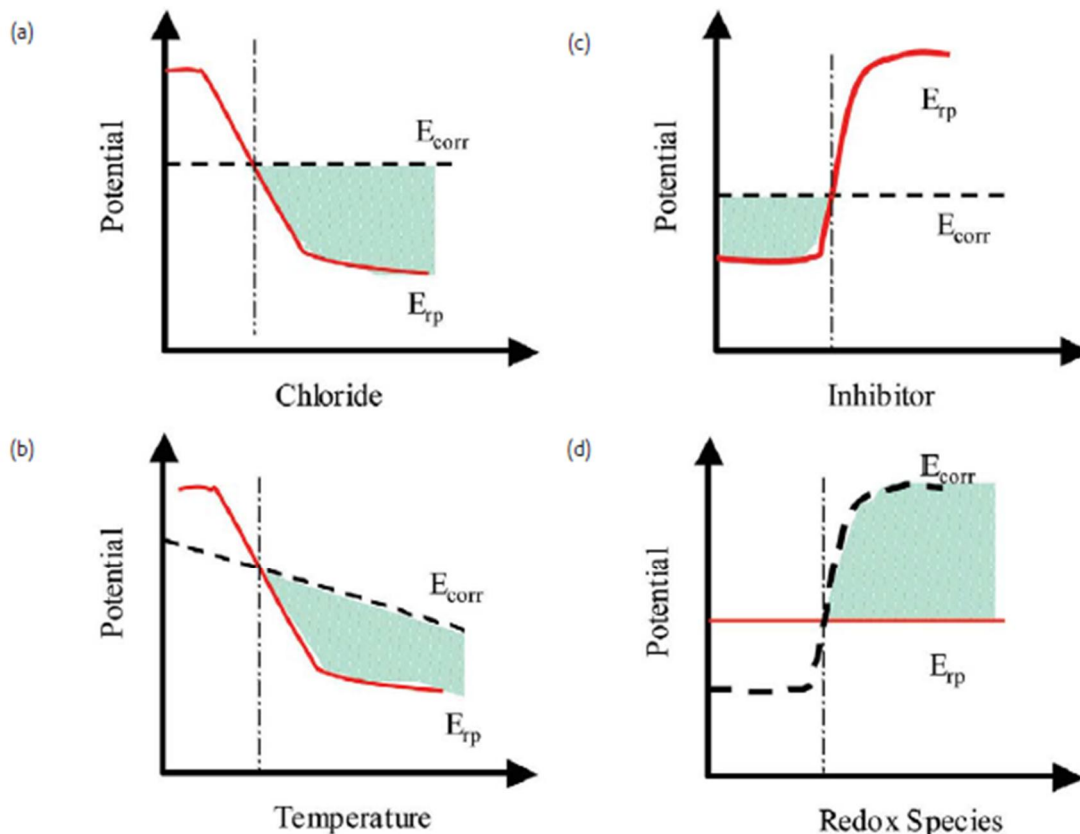 (a)
Potential
E_corr
E_rp
Chloride
(c)
Potential
E_rp
E_corr
Inhibitor
(b)
Potential
E_corr
E_rp
Temperature
(d)
Potential
E_corr
E_rp
Redox Species